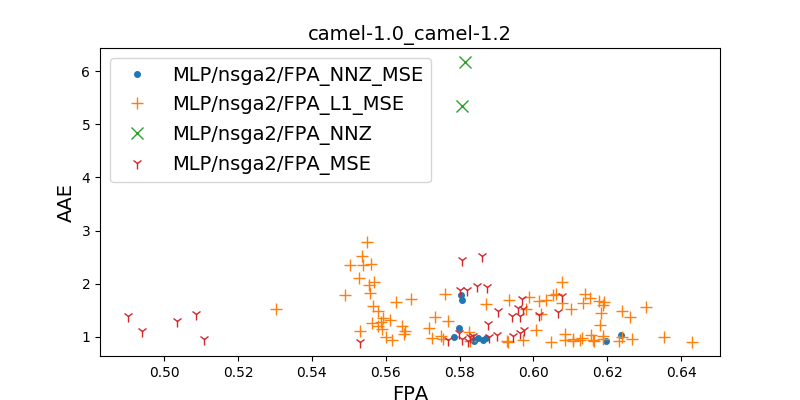 camel-1.0_camel-1.2
MLP/nsga2/FPA_NNZ_MSE
MLP/nsga2/FPA_L1_MSE
MLP/nsga2/FPA_NNZ
MLP/nsga2/FPA_MSE
AAE
6
5
4
3
2
1
0.50 0.52 0.54 0.56 0.58 0.60 0.62 0.64
FPA